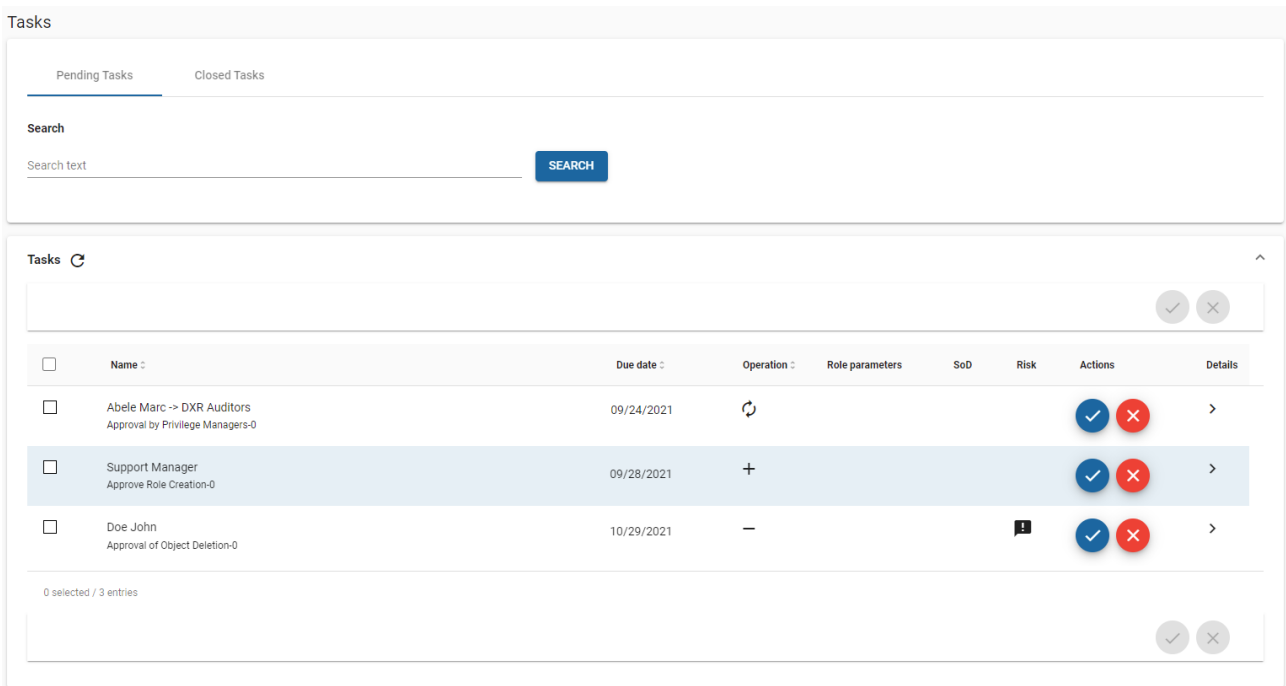 Tasks
Pending Tasks Closed Tasks
Search
Search text SEARCH
Tasks
Name Due date Operation Role parameters SoD Risk Actions Details
Abele Marc -> DXR Auditors 09/24/2021
Approval by Privilege Managers-0
Support Manager 09/28/2021
Approve Role Creation-0
Doe John 10/29/2021
Approval of Object Deletion-0
0 selected / 3 entries